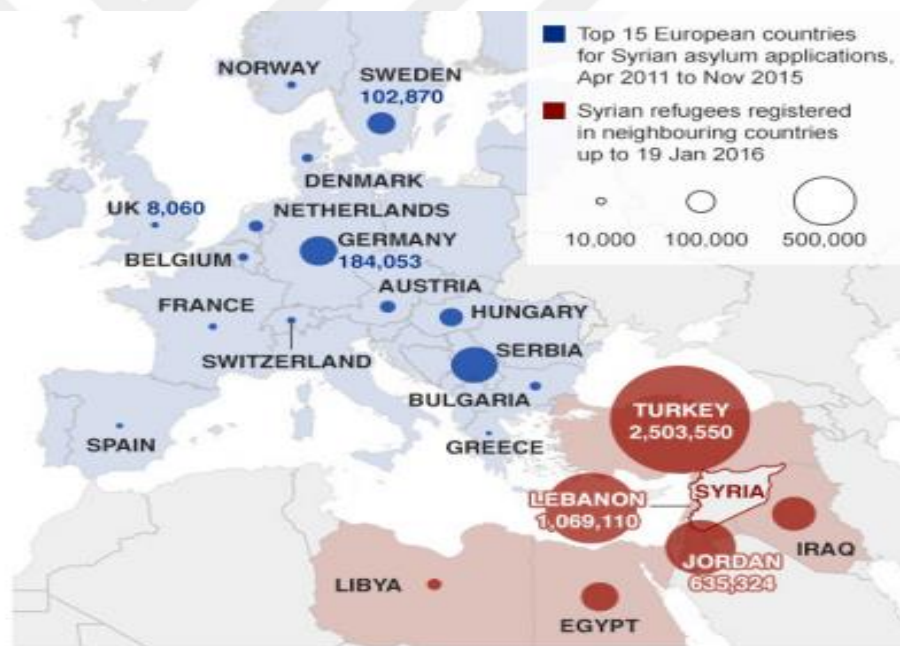 Top 15 European countries
for Syrian asylum applications,
Apr 2011 to Nov 2015
Syrian refugees registered
in neighbouring countries
up to 19 Jan 2016
10,000 100,000 500,000
NORWAY
SWEDEN
102,870
DENMARK
UK 8,060
NETHERLANDS
GERMANY
184,053
BELGIUM
AUSTRIA
FRANCE
HUNGARY
SWITZERLAND
SERBIA
BULGARIA
SPAIN
GREECE
TURKEY
2,503,550
SYRIA
LEBANON
1,069,110
IRAQ
JORDAN
635,324
LIBYA
EGYPT